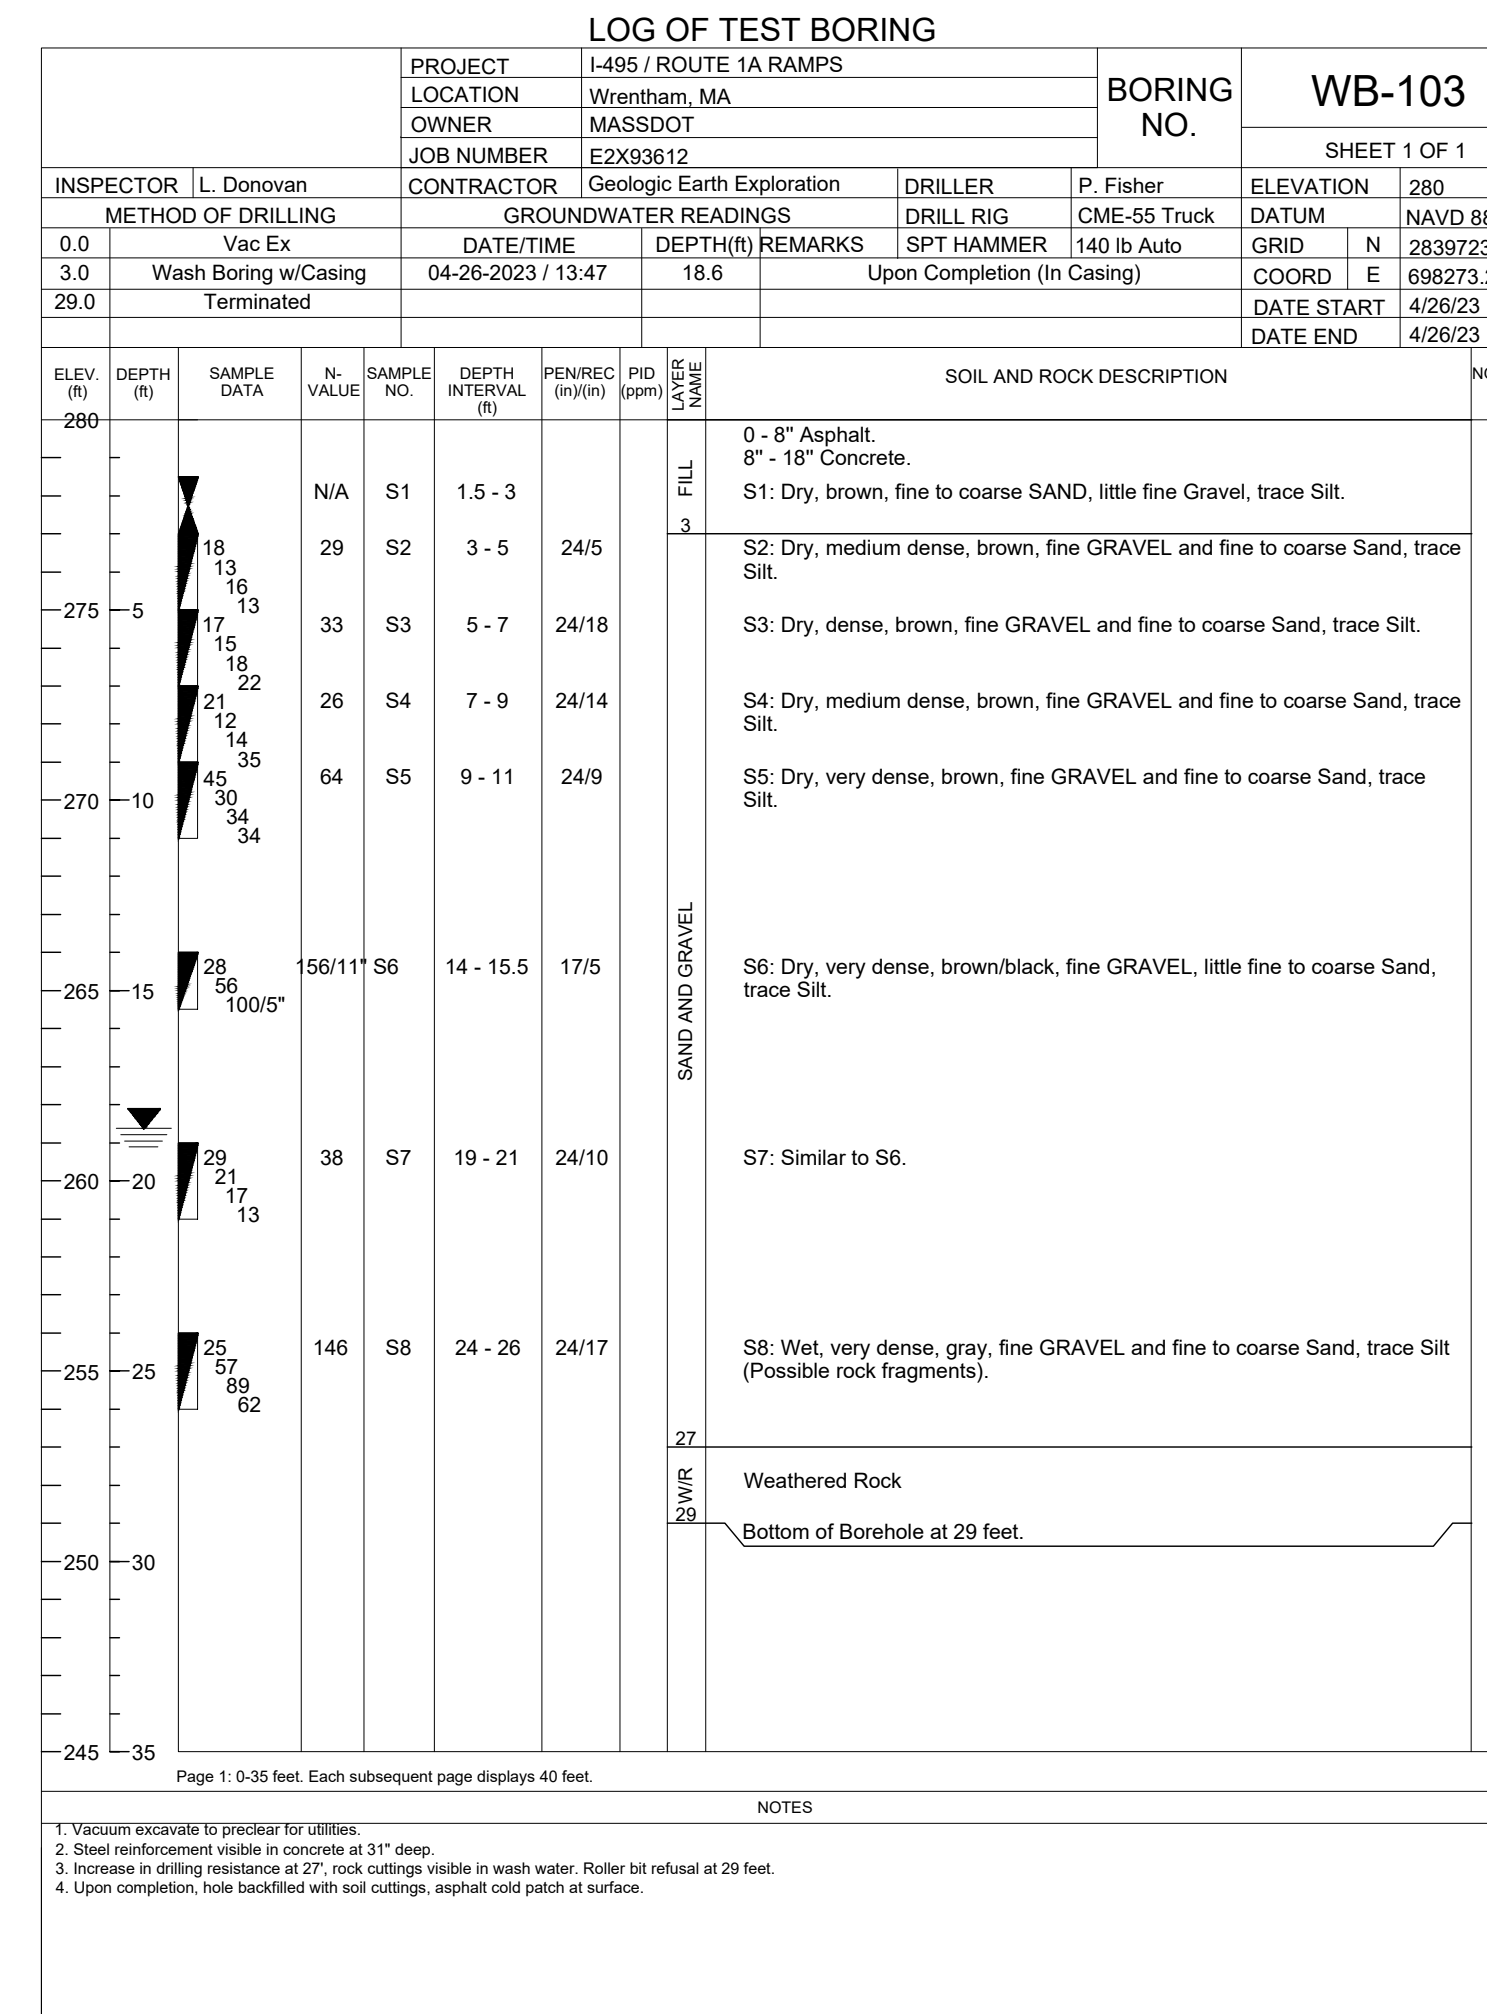 LOG OF TEST BORING
PROJECT I-495 / ROUTE 1A RAMPS
LOCATION Wrentham, MA
OWNER MASSDOT
JOB NUMBER E2X93612
BORING NO.
WB-103
SHEET 1 OF 1
INSPECTOR L. Donovan CONTRACTOR Geologic Earth Exploration DRILLER P. Fisher ELEVATION 280
METHOD OF DRILLING GROUNDWATER READINGS DRILL RIG CME-55 Truck DATUM NAVD 88
0.0 Vac Ex DATE/TIME DEPTH(ft) REMARKS SPT HAMMER 140 lb Auto GRID N 2839723
3.0 Wash Boring w/Casing 04-26-2023 / 13:47 18.6 Upon Completion (In Casing) COORD E 698273.
29.0 Terminated DATE START 4/26/23
DATE END 4/26/23
ELEV. (ft) DEPTH (ft) SAMPLE DATA N-VALUE SAMPLE NO. DEPTH INTERVAL (ft) PEN/REC (in)/(in) PID (ppm) LAYER NAME SOIL AND ROCK DESCRIPTION
280
0 - 8" Asphalt.
8" - 18" Concrete.
FILL
N/A S1 1.5 - 3 S1: Dry, brown, fine to coarse SAND, little fine Gravel, trace Silt.
3
18 29 S2 3 - 5 24/5 S2: Dry, medium dense, brown, fine GRAVEL and fine to coarse Sand, trace
13 Silt.
16
13
275 5
17 33 S3 5 - 7 24/18 S3: Dry, dense, brown, fine GRAVEL and fine to coarse Sand, trace Silt.
15
18
22
21 26 S4 7 - 9 24/14 S4: Dry, medium dense, brown, fine GRAVEL and fine to coarse Sand, trace
12 Silt.
14
35
45 64 S5 9 - 11 24/9 S5: Dry, very dense, brown, fine GRAVEL and fine to coarse Sand, trace
270 10 30 Silt.
34
34
SAND AND GRAVEL
28 156/11" S6 14 - 15.5 17/5 S6: Dry, very dense, brown/black, fine GRAVEL, little fine to coarse Sand,
265 15 56 trace Silt.
100/5"
29 38 S7 19 - 21 24/10 S7: Similar to S6.
260 20 21
17
13
25 146 S8 24 - 26 24/17 S8: Wet, very dense, gray, fine GRAVEL and fine to coarse Sand, trace Silt
255 25 57 (Possible rock fragments).
89
62
27
W/R Weathered Rock
29
Bottom of Borehole at 29 feet.
250 30
245 35
Page 1: 0-35 feet. Each subsequent page displays 40 feet.
NOTES
1. Vacuum excavate to preclear for utilities.
2. Steel reinforcement visible in concrete at 31" deep.
3. Increase in drilling resistance at 27', rock cuttings visible in wash water. Roller bit refusal at 29 feet.
4. Upon completion, hole backfilled with soil cuttings, asphalt cold patch at surface.